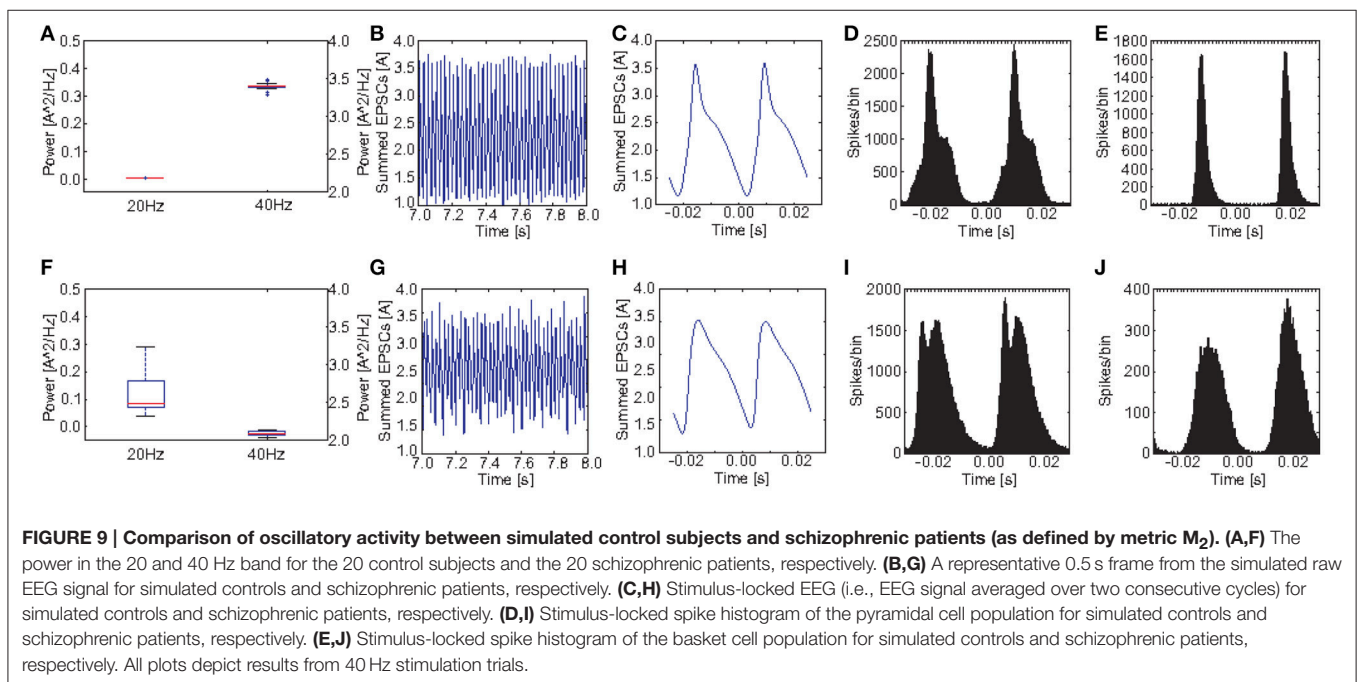 A
B
C
D
E
0.5
0.4
0.3
0.2
0.1
0.0
Power [A^2/Hz]
20Hz
40Hz
4.0
3.5
3.0
2.5
2.0
Power [A^2/Hz]
Summed EPSCs [A]
4.0
3.5
3.0
2.5
2.0
1.5
1.0
7.0 7.2 7.4 7.6 7.8 8.0
Time [s]
Summed EPSCs [A]
4.0
3.5
3.0
2.5
2.0
1.5
1.0
−0.02 0.00 0.02
Time [s]
Spikes/bin
2500
2000
1500
1000
500
0
−0.02 0.00 0.02
Time [s]
Spikes/bin
1800
1600
1400
1200
1000
800
600
400
200
0
−0.02 0.00 0.02
Time [s]
F
G
H
I
J
0.5
0.4
0.3
0.2
0.1
0.0
Power [A^2/Hz]
20Hz
40Hz
4.0
3.5
3.0
2.5
2.0
Power [A^2/Hz]
Summed EPSCs [A]
4.0
3.5
3.0
2.5
2.0
1.5
1.0
7.0 7.2 7.4 7.6 7.8 8.0
Time [s]
Summed EPSCs [A]
4.0
3.5
3.0
2.5
2.0
1.5
1.0
−0.02 0.00 0.02
Time [s]
Spikes/bin
2000
1500
1000
500
0
−0.02 0.00 0.02
Time [s]
Spikes/bin
400
350
300
250
200
150
100
50
0
−0.02 0.00 0.02
Time [s]
FIGURE 9 | Comparison of oscillatory activity between simulated control subjects and schizophrenic patients (as defined by metric M₂). (A,F) The
power in the 20 and 40 Hz band for the 20 control subjects and the 20 schizophrenic patients, respectively. (B,G) A representative 0.5 s frame from the simulated raw
EEG signal for simulated controls and schizophrenic patients, respectively. (C,H) Stimulus-locked EEG (i.e., EEG signal averaged over two consecutive cycles) for
simulated controls and schizophrenic patients, respectively. (D,I) Stimulus-locked spike histogram of the pyramidal cell population for simulated controls and
schizophrenic patients, respectively. (E,J) Stimulus-locked spike histogram of the basket cell population for simulated controls and schizophrenic patients,
respectively. All plots depict results from 40 Hz stimulation trials.